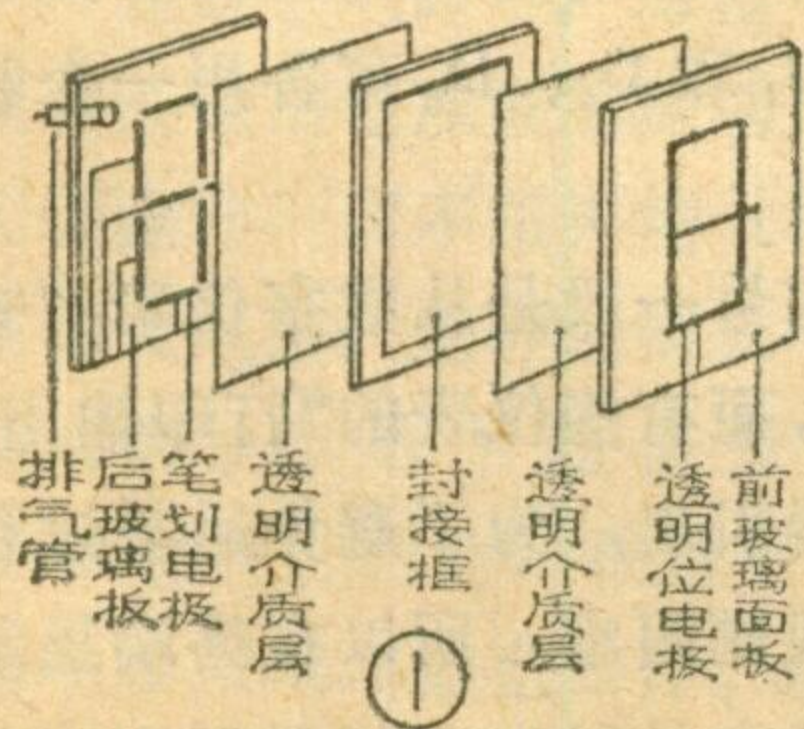 排气管
后玻璃板
笔划电极
透明介质层
封接框
透明介质层
透明位电极
前玻璃面板
①